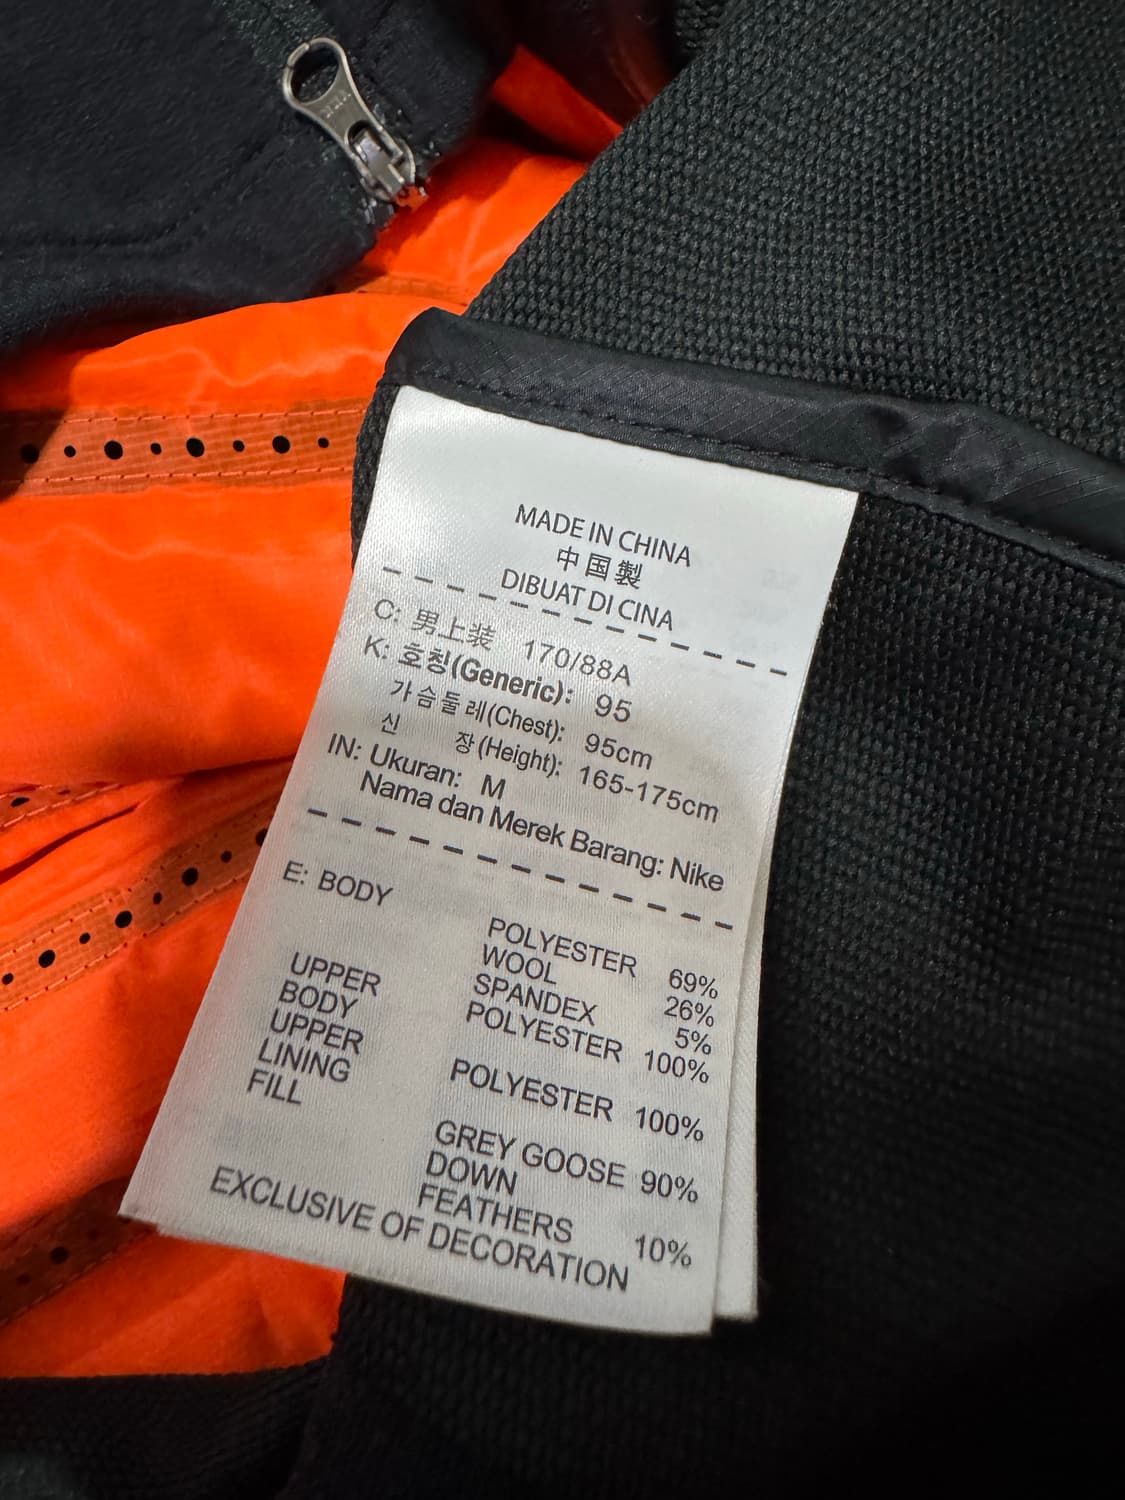 MADE IN CHINA
中国製
DIBUAT DI CINA
C: 男上装 170/88A
K: 호칭(Generic): 95
가슴둘레(Chest): 95cm
신 장(Height): 165-175cm
IN: Ukuran: M
Nama dan Merek Barang: Nike
E: BODY
POLYESTER 69%
WOOL 26%
SPANDEX 5%
UPPER BODY POLYESTER 100%
UPPER LINING POLYESTER 100%
FILL
GREY GOOSE DOWN 90%
FEATHERS 10%
EXCLUSIVE OF DECORATION